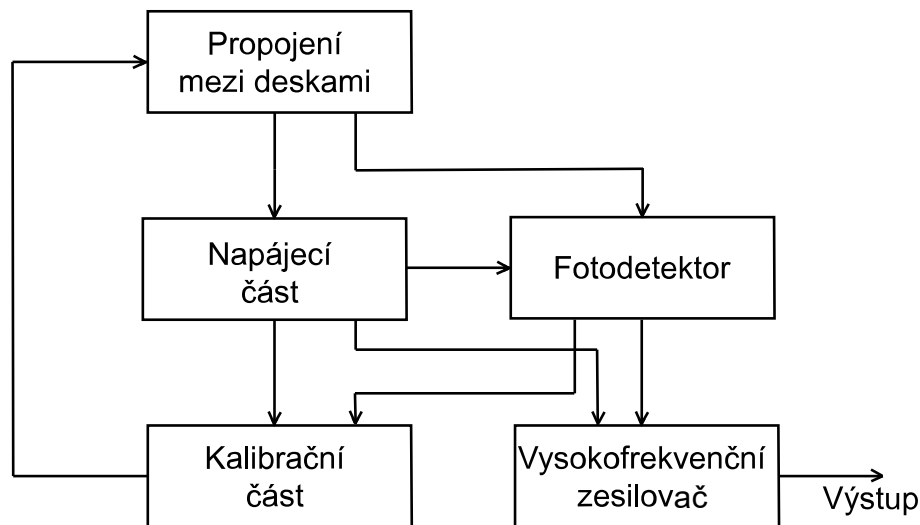 Propojení
mezi deskami
Napájecí
část
Fotodetektor
Kalibrační
část
Vysokofrekvenční
zesilovač
Výstup